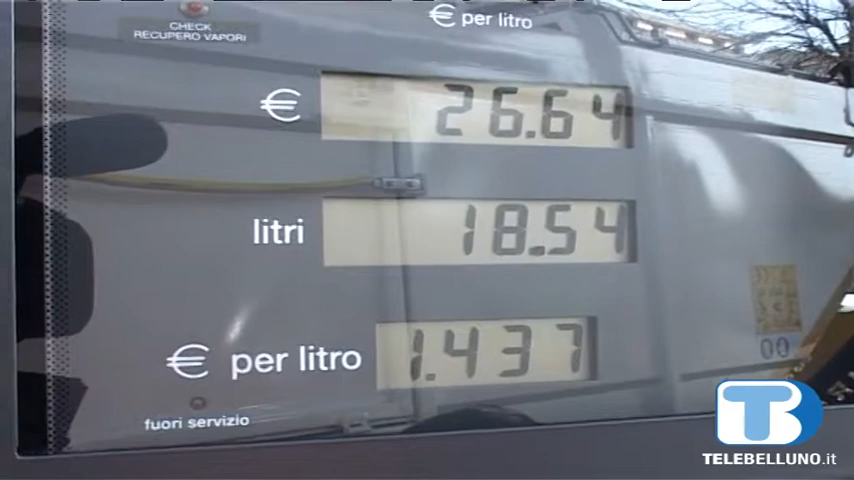 CHECK
RECUPERO VAPORI
€ per litro
€ 26.64
litri 18.54
€ per litro 1.437
fuori servizio
00
TB
TELEBELLUNO.it